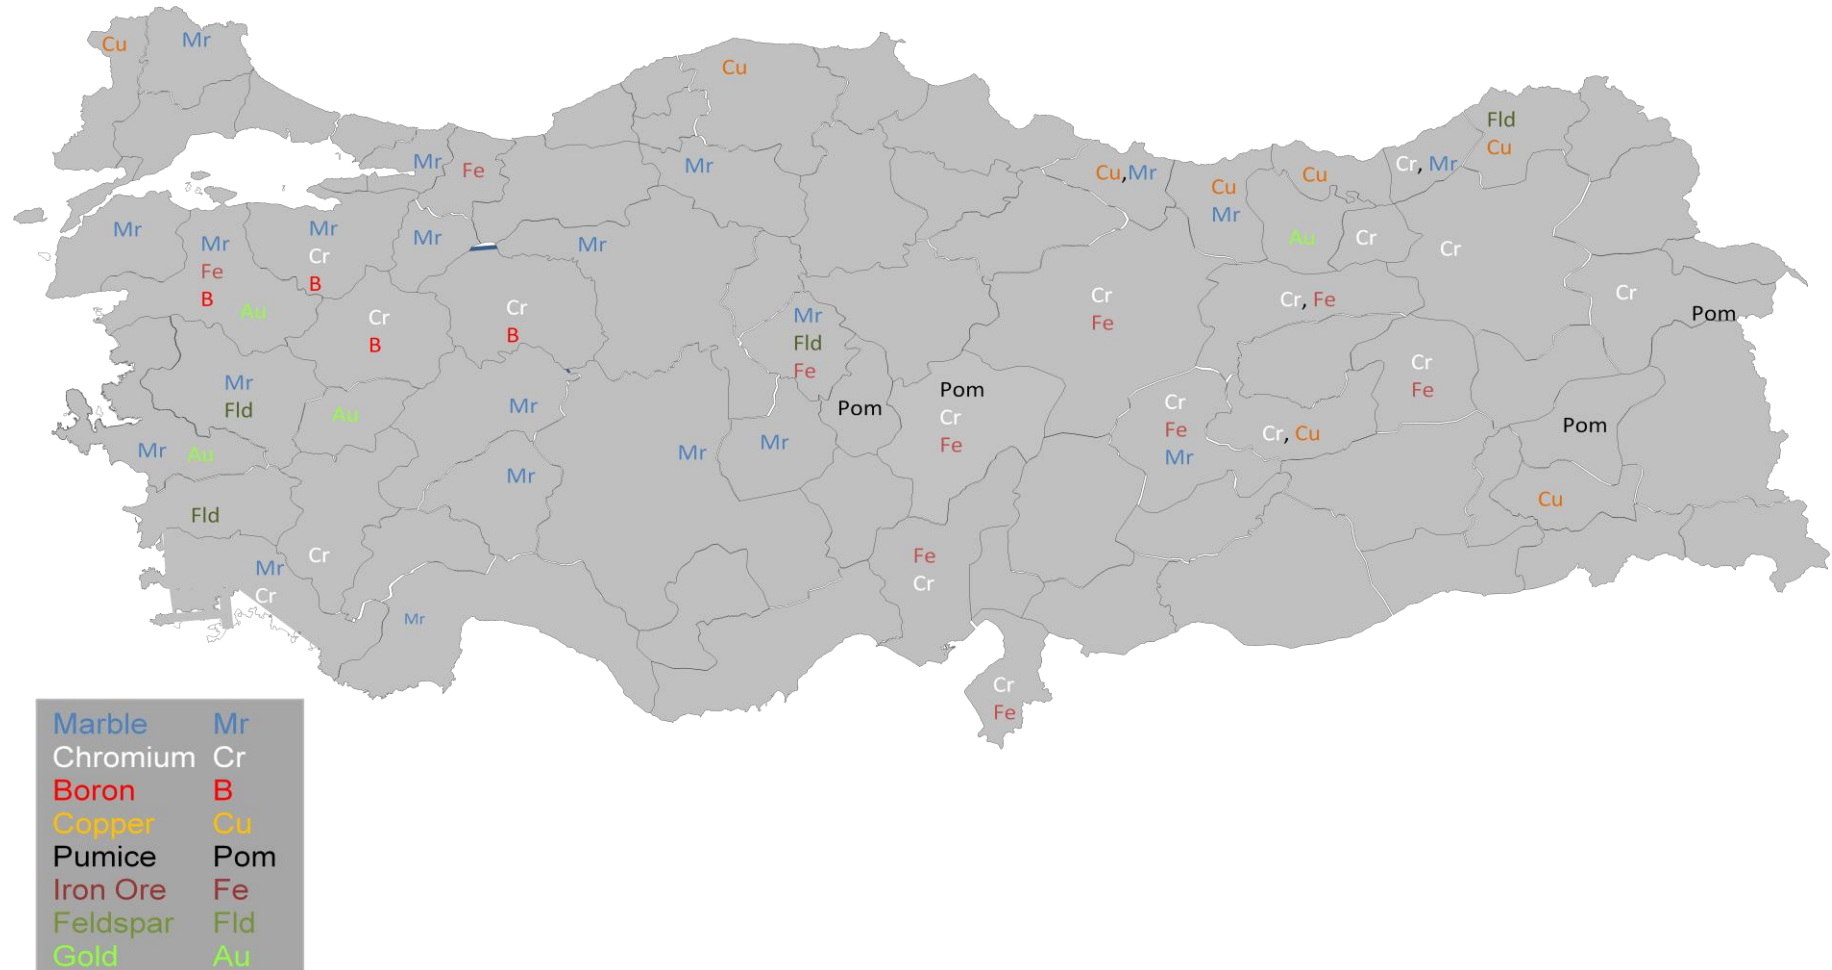 Cu
Mr
Cu
Mr
Fe
Mr
Cu,Mr
Cu
Mr
Cu
Cr, Mr
Fld
Cu
Mr
Mr
Fe
B
Au
Mr
Cr
B
Mr
Mr
Au
Cr
Cr
Cr
Pom
Cr
B
Cr
B
Mr
Fld
Fe
Cr
Fe
Cr, Fe
Cr
Fe
Mr
Fld
Au
Mr
Pom
Pom
Cr
Fe
Cr
Fe
Mr
Cr, Cu
Pom
Mr
Au
Mr
Mr
Mr
Cu
Fld
Cr
Mr
Cr
Mr
Fe
Cr
Cr
Fe
Marble Mr
Chromium Cr
Boron B
Copper Cu
Pumice Pom
Iron Ore Fe
Feldspar Fld
Gold Au